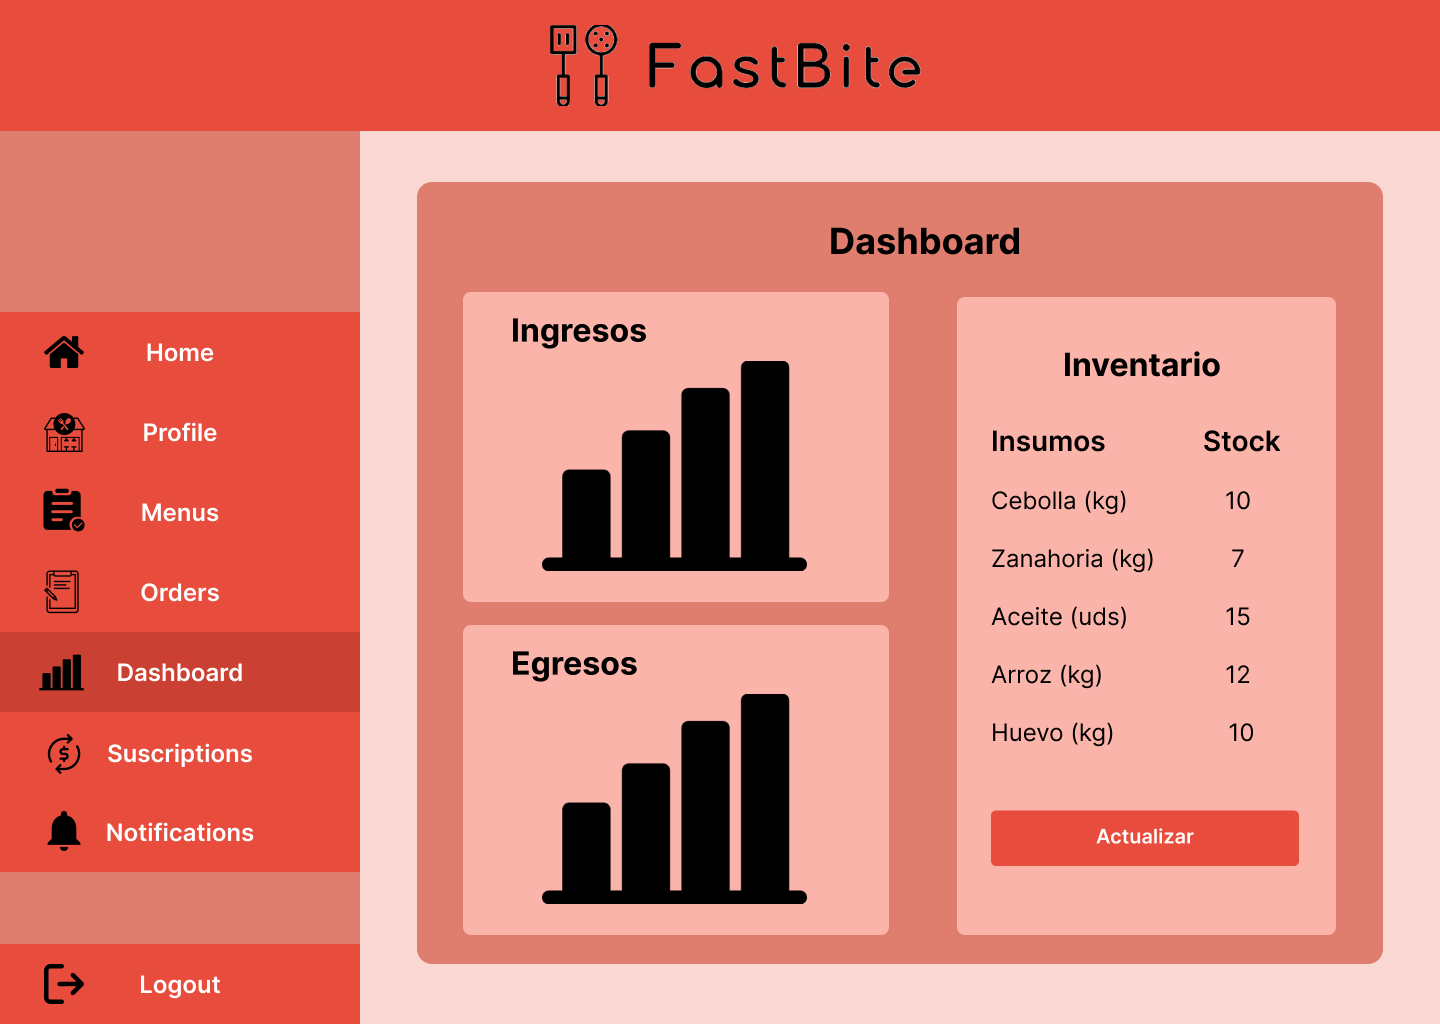 FastBite
Home
Profile
Menus
Orders
Dashboard
Suscriptions
Notifications
Logout
Dashboard
Ingresos
Egresos
Inventario
Insumos Stock
Cebolla (kg) 10
Zanahoria (kg) 7
Aceite (uds) 15
Arroz (kg) 12
Huevo (kg) 10
Actualizar